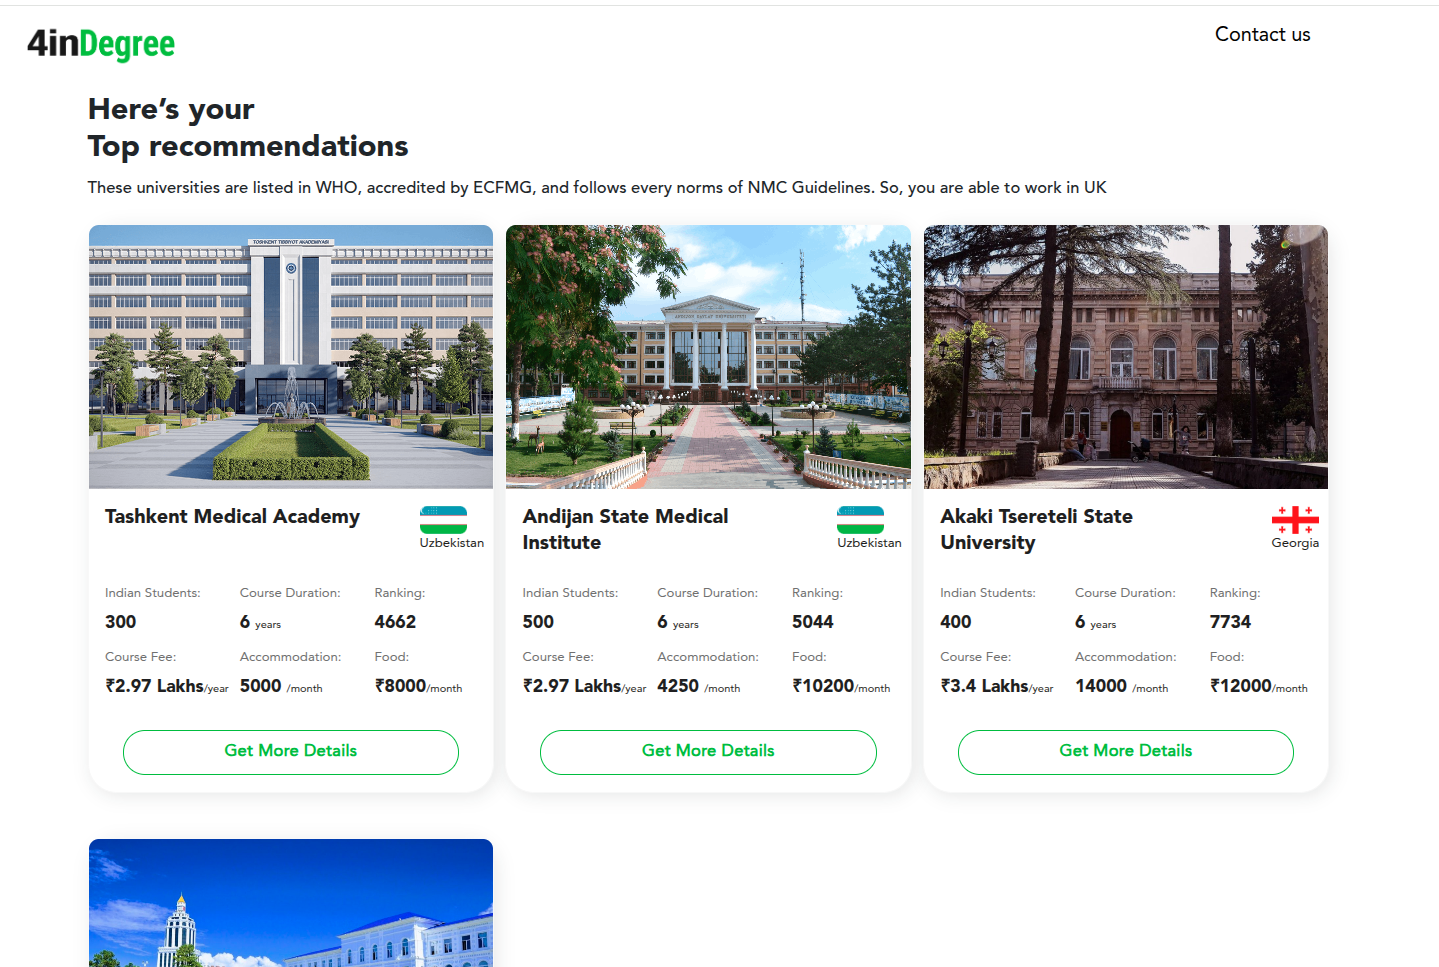 4inDegree
Contact us
Here’s your
Top recommendations
These universities are listed in WHO, accredited by ECFMG, and follows every norms of NMC Guidelines. So, you are able to work in UK
TOSHKENT TIBBIYOT AKADEMIYASI
Tashkent Medical Academy
Uzbekistan
Indian Students: Course Duration: Ranking:
300 6 years 4662
Course Fee: Accommodation: Food:
₹2.97 Lakhs/year 5000 /month ₹8000/month
Get More Details
Andijan State Medical
Institute
Uzbekistan
Indian Students: Course Duration: Ranking:
500 6 years 5044
Course Fee: Accommodation: Food:
₹2.97 Lakhs/year 4250 /month ₹10200/month
Get More Details
Akaki Tsereteli State
University
Georgia
Indian Students: Course Duration: Ranking:
400 6 years 7734
Course Fee: Accommodation: Food:
₹3.4 Lakhs/year 14000 /month ₹12000/month
Get More Details